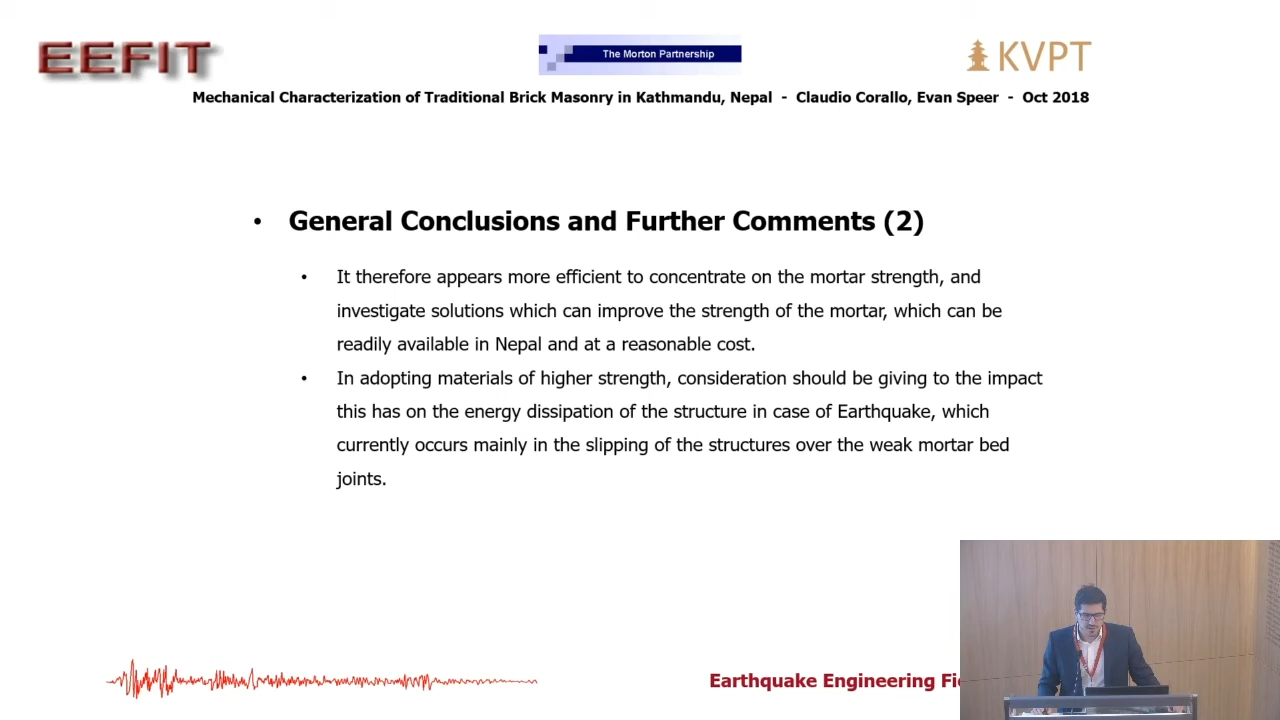 EEFIT
The Morton Partnership
KVPT
Mechanical Characterization of Traditional Brick Masonry in Kathmandu, Nepal - Claudio Corallo, Evan Speer - Oct 2018
• General Conclusions and Further Comments (2)
• It therefore appears more efficient to concentrate on the mortar strength, and
investigate solutions which can improve the strength of the mortar, which can be
readily available in Nepal and at a reasonable cost.
• In adopting materials of higher strength, consideration should be giving to the impact
this has on the energy dissipation of the structure in case of Earthquake, which
currently occurs mainly in the slipping of the structures over the weak mortar bed
joints.
Earthquake Engineering